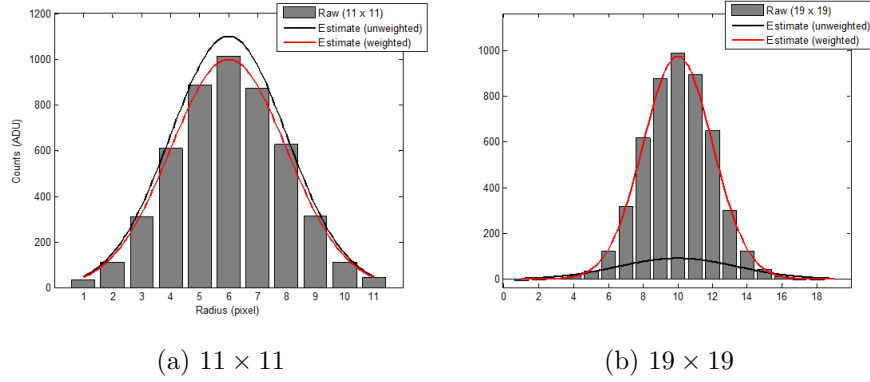 Raw (11 x 11)
Estimate (unweighted)
Estimate (weighted)
1200
1000
800
600
400
200
0
Counts (ADU)
1 2 3 4 5 6 7 8 9 10 11
Radius (pixel)
Raw (19 x 19)
Estimate (unweighted)
Estimate (weighted)
1000
800
600
400
200
0
0 2 4 6 8 10 12 14 16 18
(a) 11 × 11
(b) 19 × 19